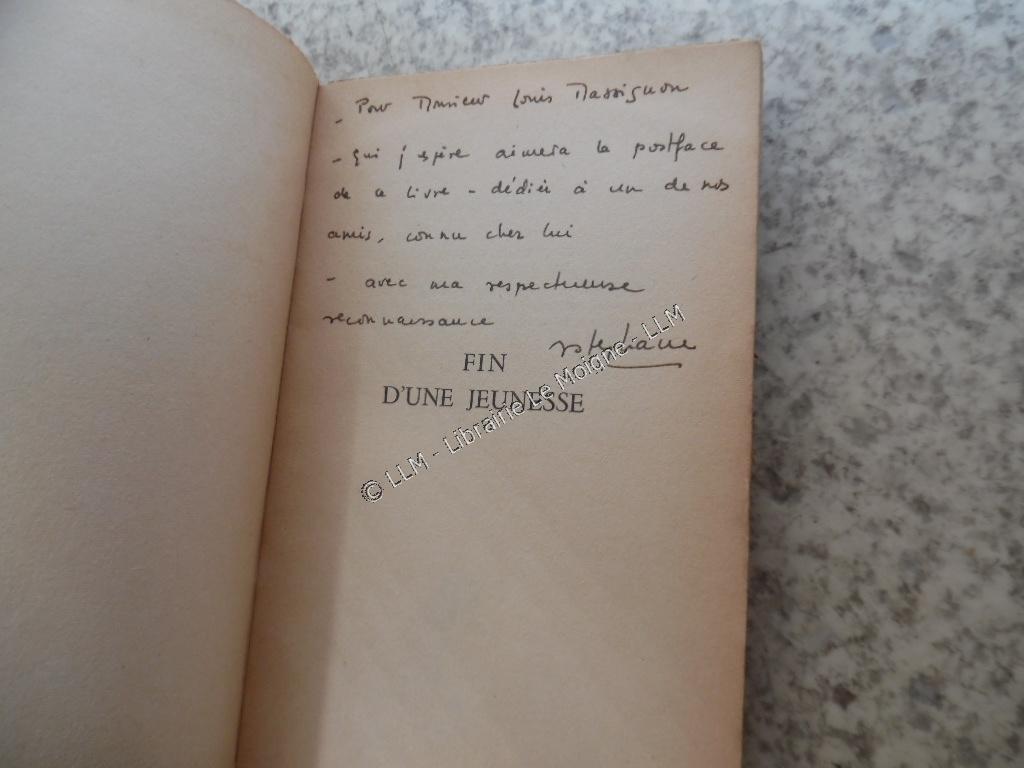 - Pour Monsieur Louis Massignon
- qui j'espère aimera la postface
de ce livre - dédiée à un de nos
amis, connu chez lui
- avec ma respectueuse
reconnaissance
FIN
D'UNE JEUNESSE
© LLM - Librairie Le Moigne - LLM